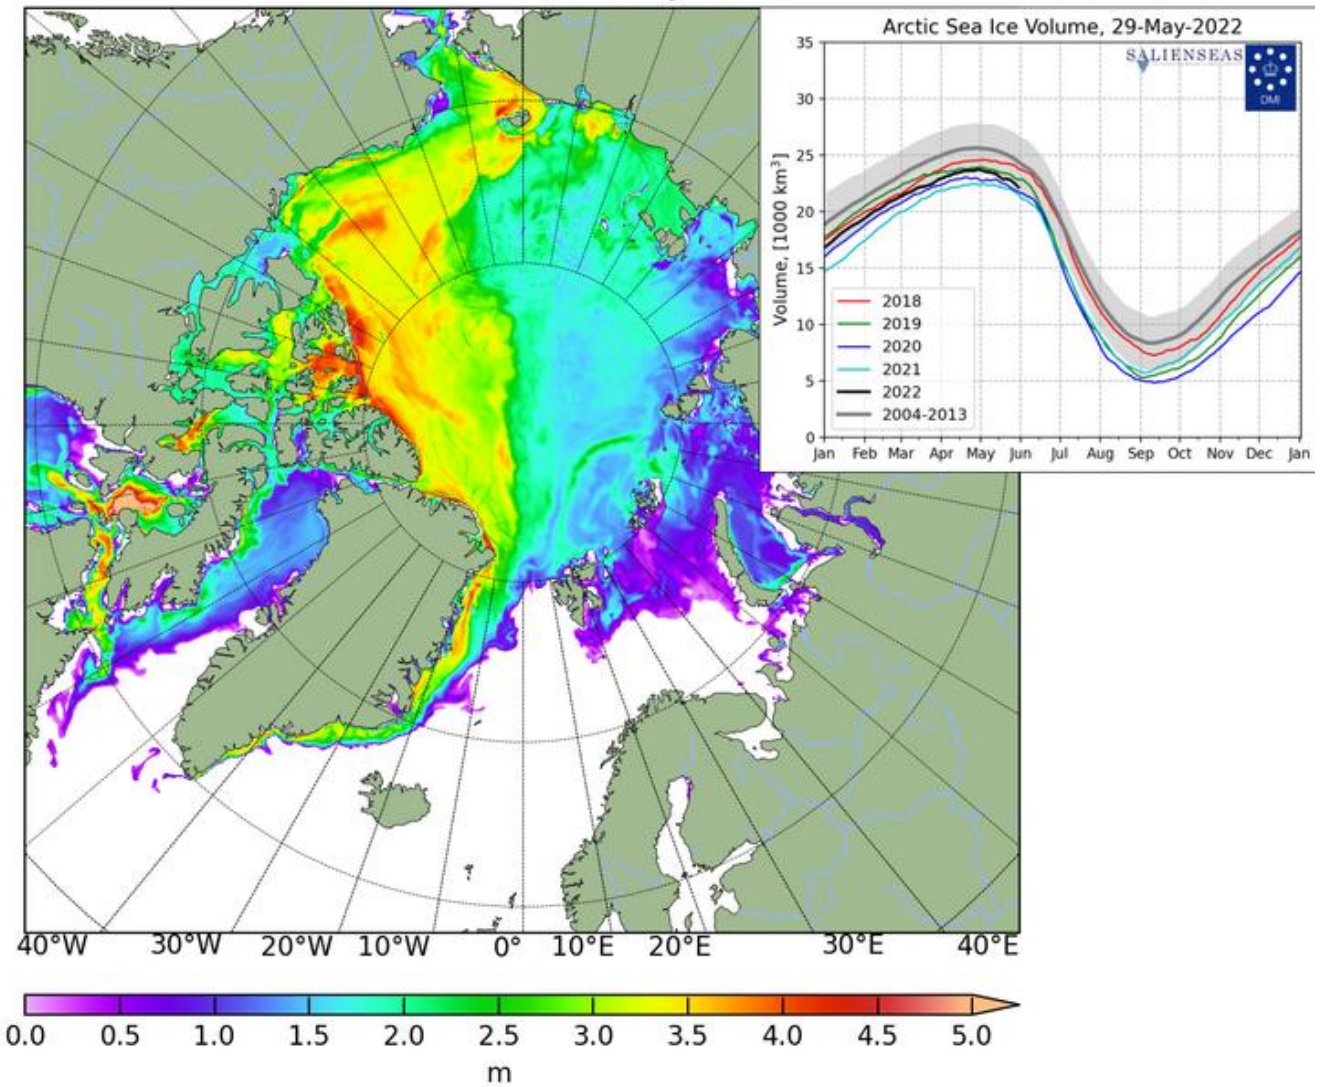 Arctic Sea Ice Volume, 29-May-2022
SALIENSEAS
DMI
Volume, [1000 km³]
35
30
25
20
15
10
5
0
2018
2019
2020
2021
2022
2004-2013
Jan Feb Mar Apr May Jun Jul Aug Sep Oct Nov Dec Jan
40°W 30°W 20°W 10°W 0° 10°E 20°E 30°E 40°E
0.0 0.5 1.0 1.5 2.0 2.5 3.0 3.5 4.0 4.5 5.0
m